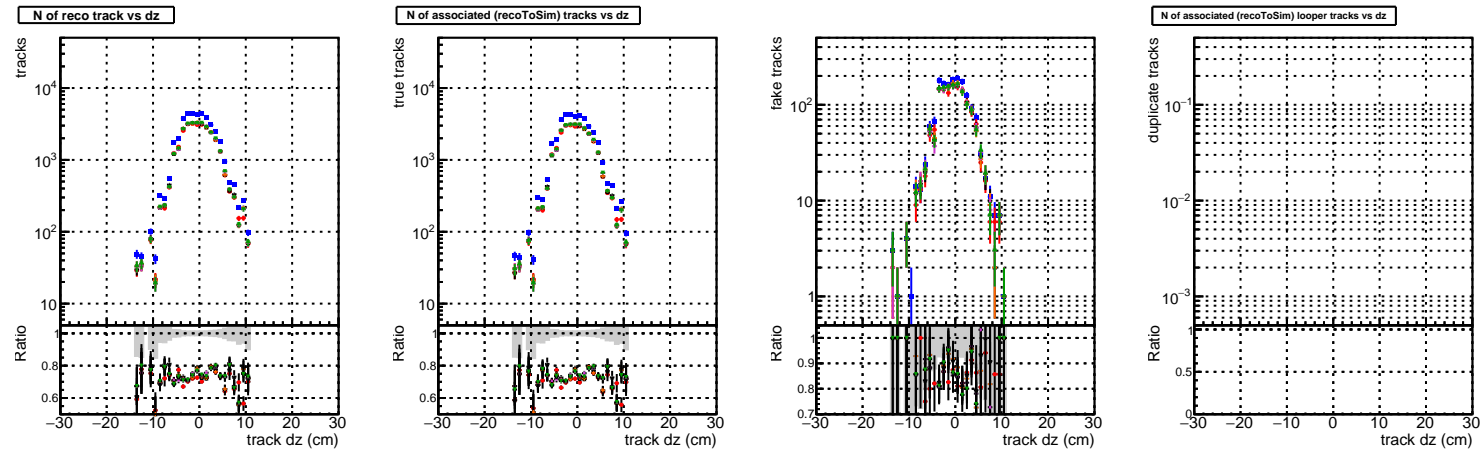 N of reco track vs dz
tracks
10⁴
10³
10²
10
Ratio
1
0.8
0.6
−30 −20 −10 0 10 20 30
track dz (cm)
N of associated (recoToSim) tracks vs dz
true tracks
10⁴
10³
10²
10
Ratio
1
0.8
0.6
−30 −20 −10 0 10 20 30
track dz (cm)
fake tracks
10²
10
1
Ratio
1
0.9
0.8
0.7
−30 −20 −10 0 10 20 30
track dz (cm)
N of associated (recoToSim) looper tracks vs dz
duplicate tracks
10⁻¹
10⁻²
10⁻³
Ratio
1
0.5
0
−30 −20 −10 0 10 20 30
track dz (cm)